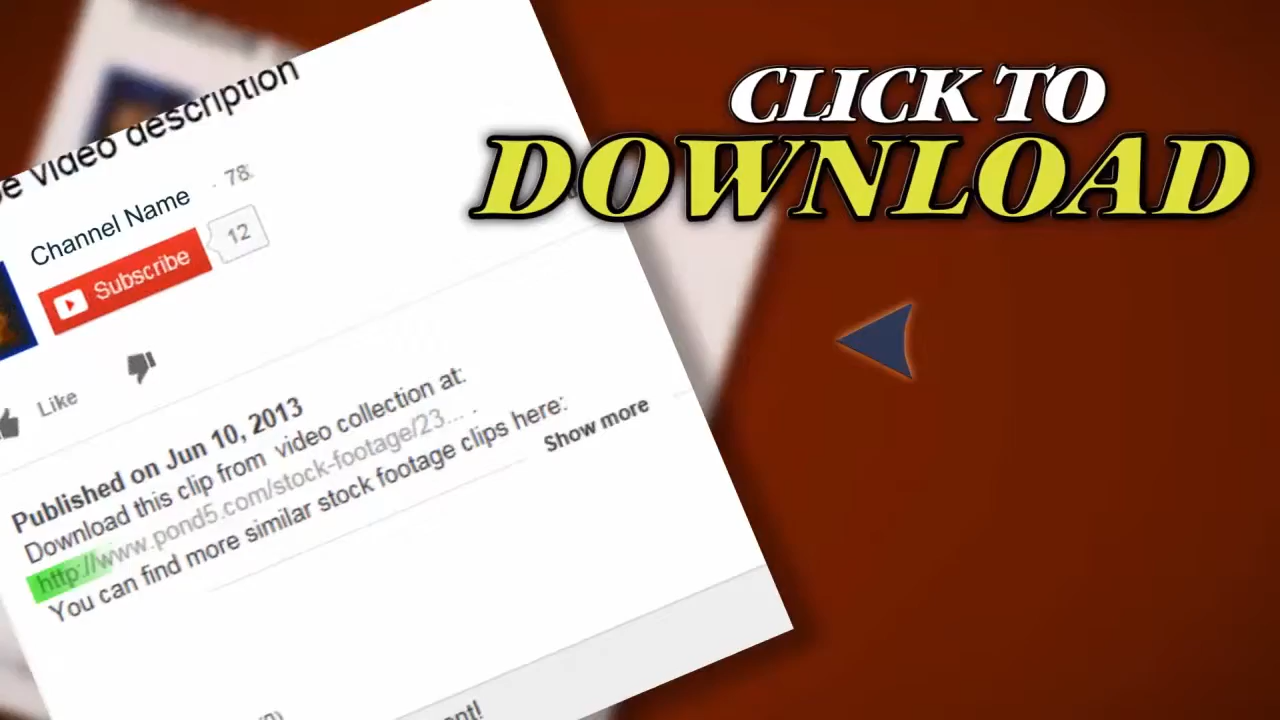 CLICK TO
DOWNLOAD
video description
Channel Name
78
Subscribe
12
Like
Published on Jun 10, 2013
Download this clip from video collection at:
http://www.pond5.com/stock-footage/23... .
You can find more similar stock footage clips here:
Show more